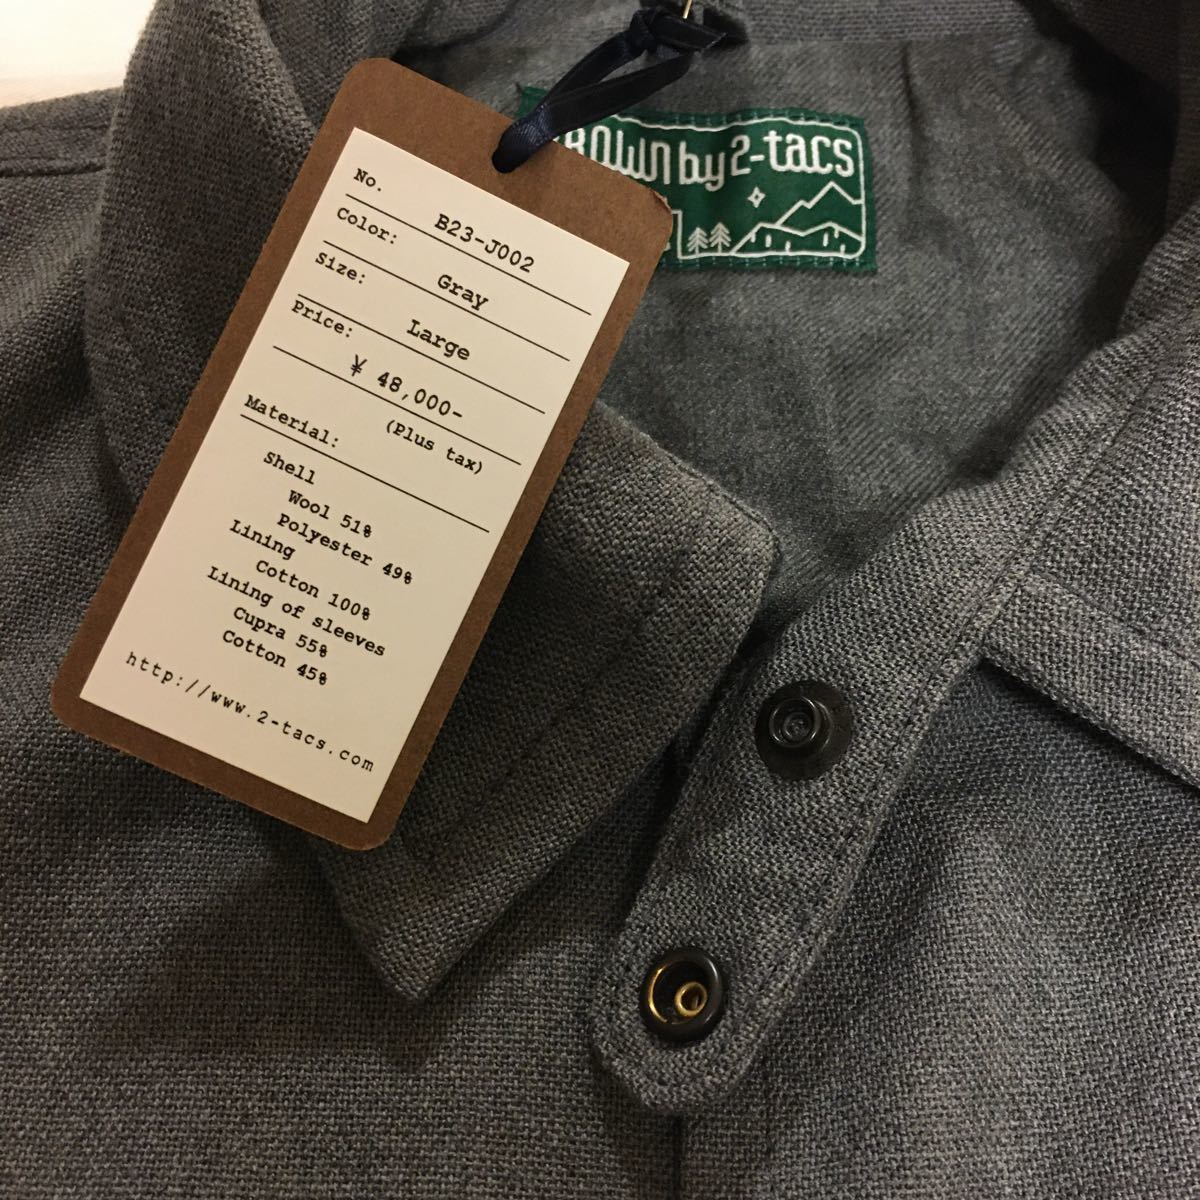 No. B23-J002
Color: Gray
Size: Large
Price: ¥ 48,000-
(Plus tax)
Material:
Shell
Wool 51%
Polyester 49%
Lining
Cotton 100%
Lining of sleeves
Cupra 55%
Cotton 45%
http://www.2-tacs.com
by 2-tacs